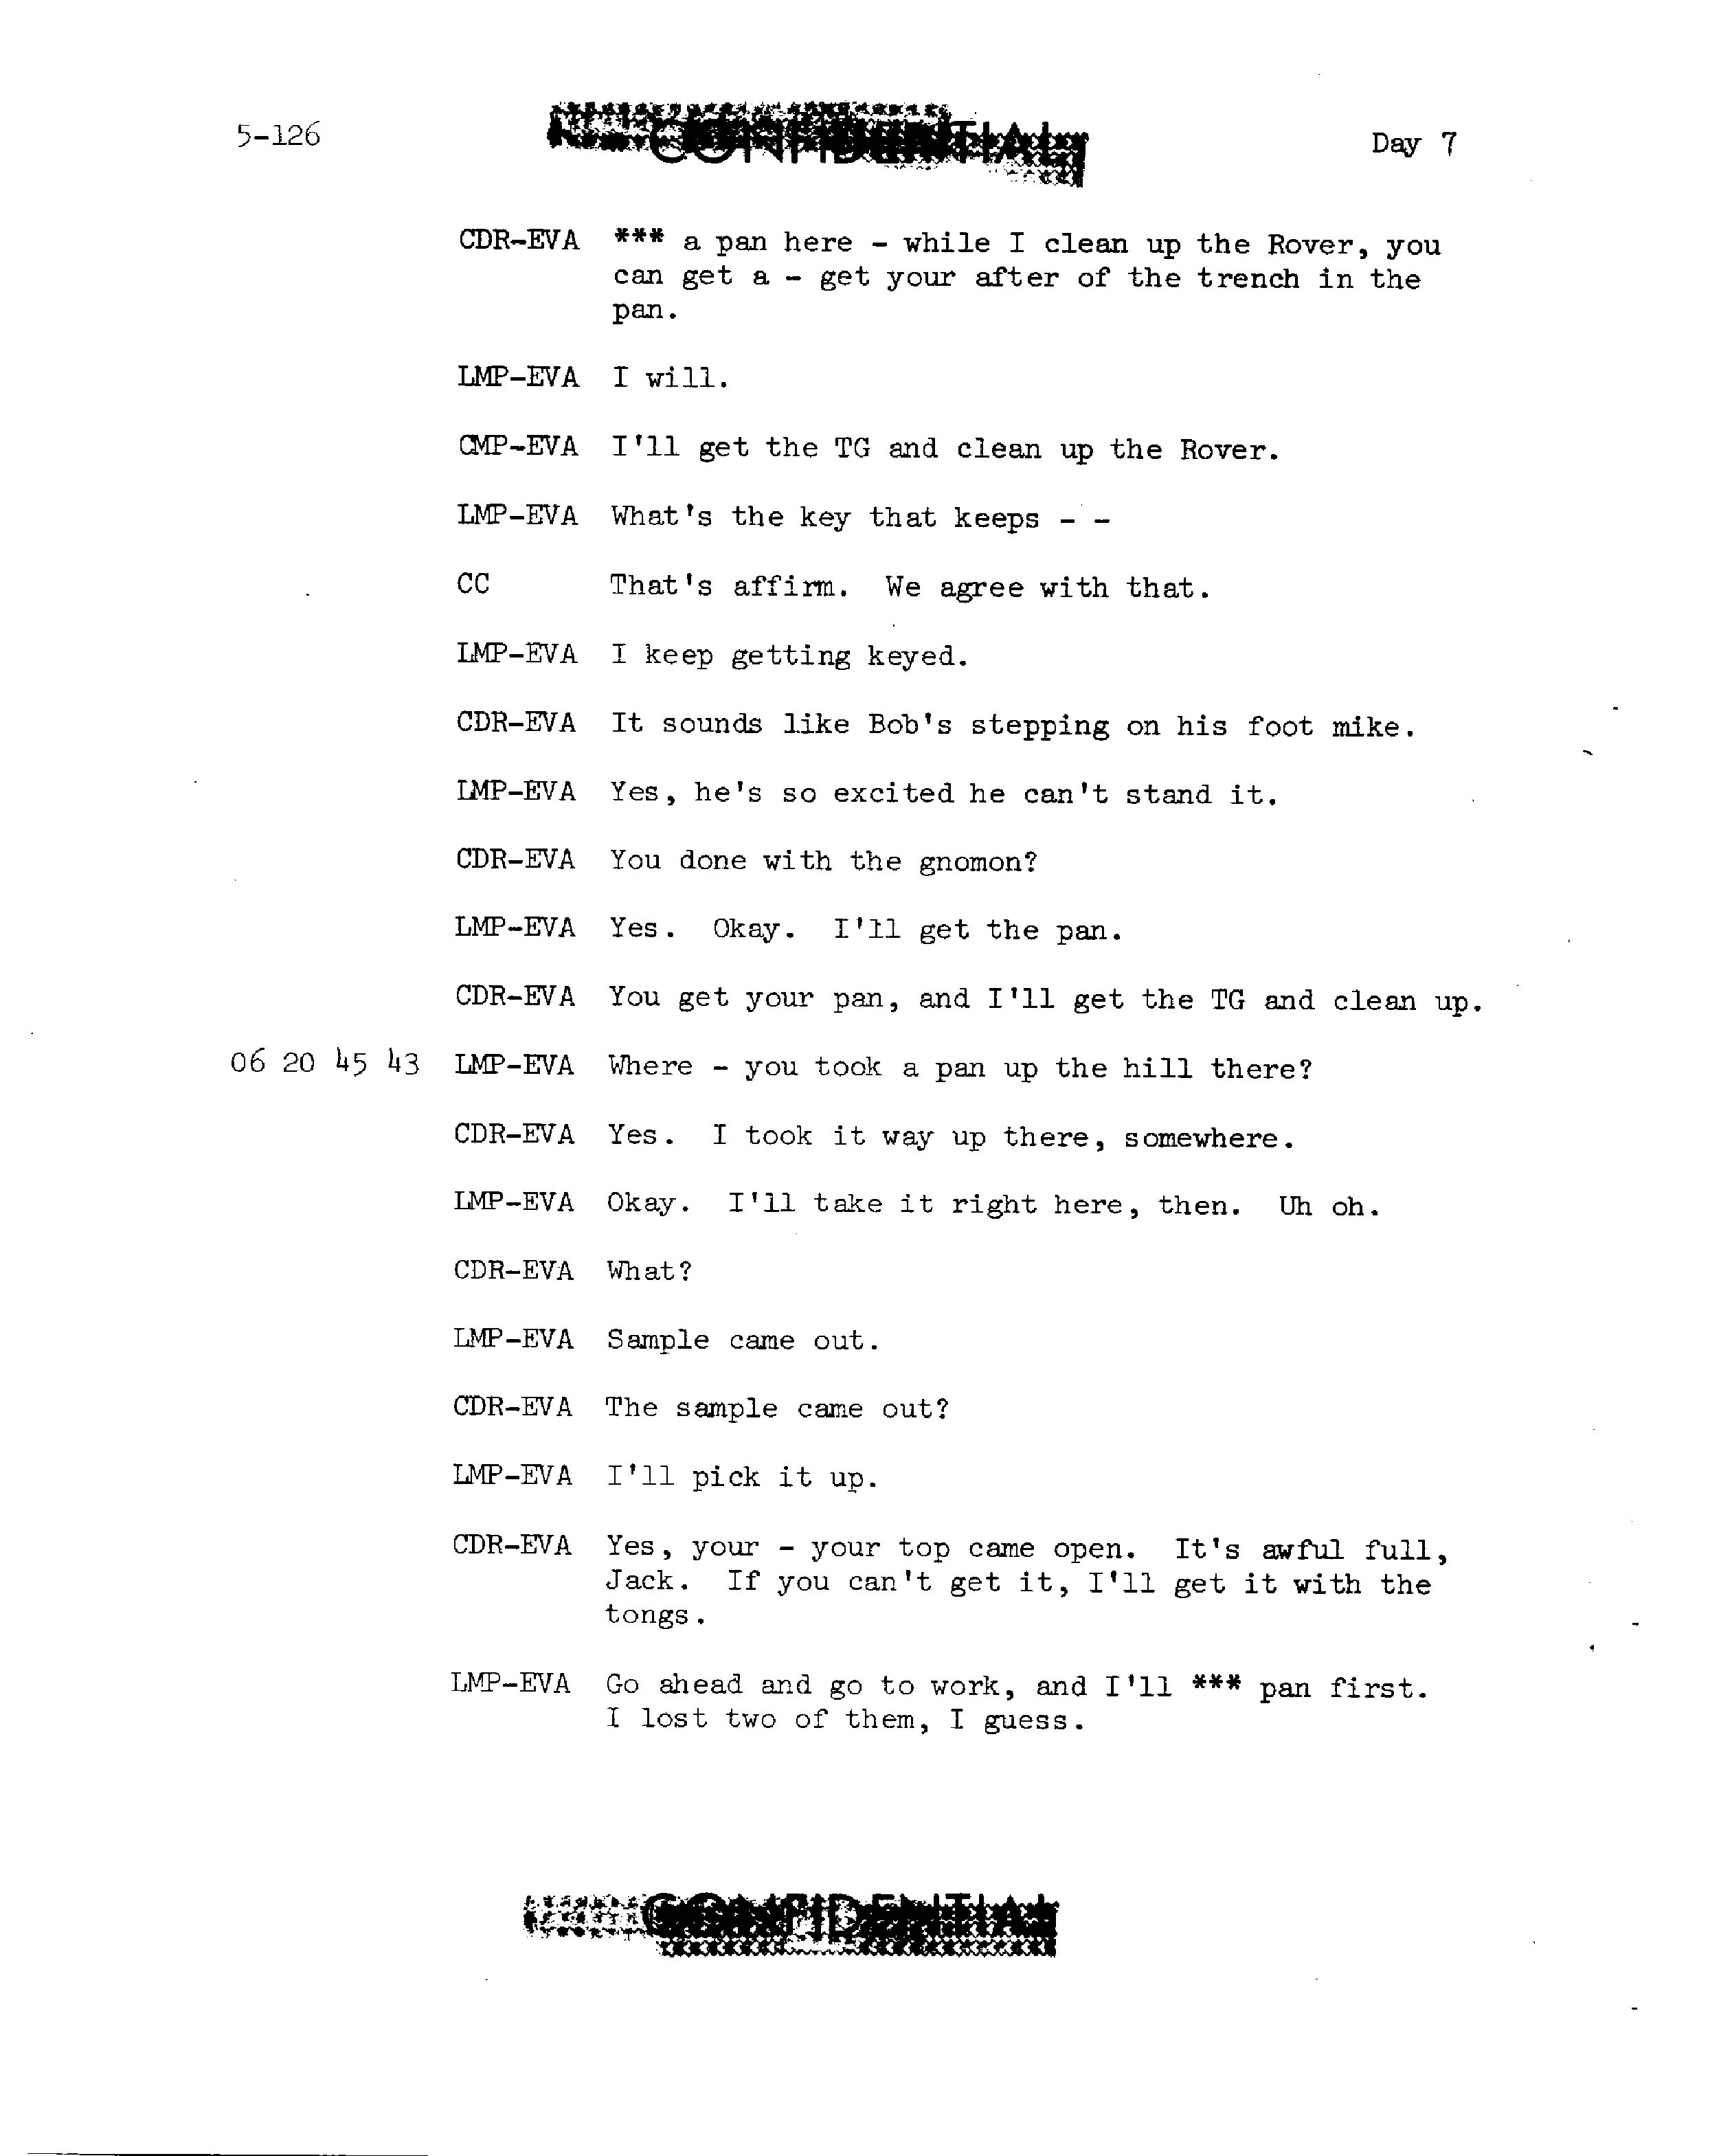 5-126
CONFIDENTIAL
Day 7
CDR-EVA *** a pan here - while I clean up the Rover, you
can get a - get your after of the trench in the
pan.
LMP-EVA I will.
CMP-EVA I'll get the TG and clean up the Rover.
LMP-EVA What's the key that keeps - -
CC That's affirm. We agree with that.
LMP-EVA I keep getting keyed.
CDR-EVA It sounds like Bob's stepping on his foot mike.
LMP-EVA Yes, he's so excited he can't stand it.
CDR-EVA You done with the gnomon?
LMP-EVA Yes. Okay. I'll get the pan.
CDR-EVA You get your pan, and I'll get the TG and clean up.
06 20 45 43 LMP-EVA Where - you took a pan up the hill there?
CDR-EVA Yes. I took it way up there, somewhere.
LMP-EVA Okay. I'll take it right here, then. Uh oh.
CDR-EVA What?
LMP-EVA Sample came out.
CDR-EVA The sample came out?
LMP-EVA I'll pick it up.
CDR-EVA Yes, your - your top came open. It's awful full,
Jack. If you can't get it, I'll get it with the
tongs.
LMP-EVA Go ahead and go to work, and I'll *** pan first.
I lost two of them, I guess.
CONFIDENTIAL